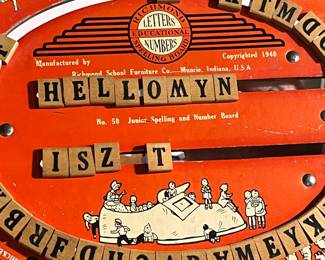 RICHMOND
LETTERS
EDUCATIONAL
NUMBERS
SPELLING BOARD
Manufactured by
Copyrighted 1940
Richmond School Furniture Co.—Muncie, Indiana, U.S.A
HELLOMYN
No. 50 Junior Spelling and Number Board
ISZ T